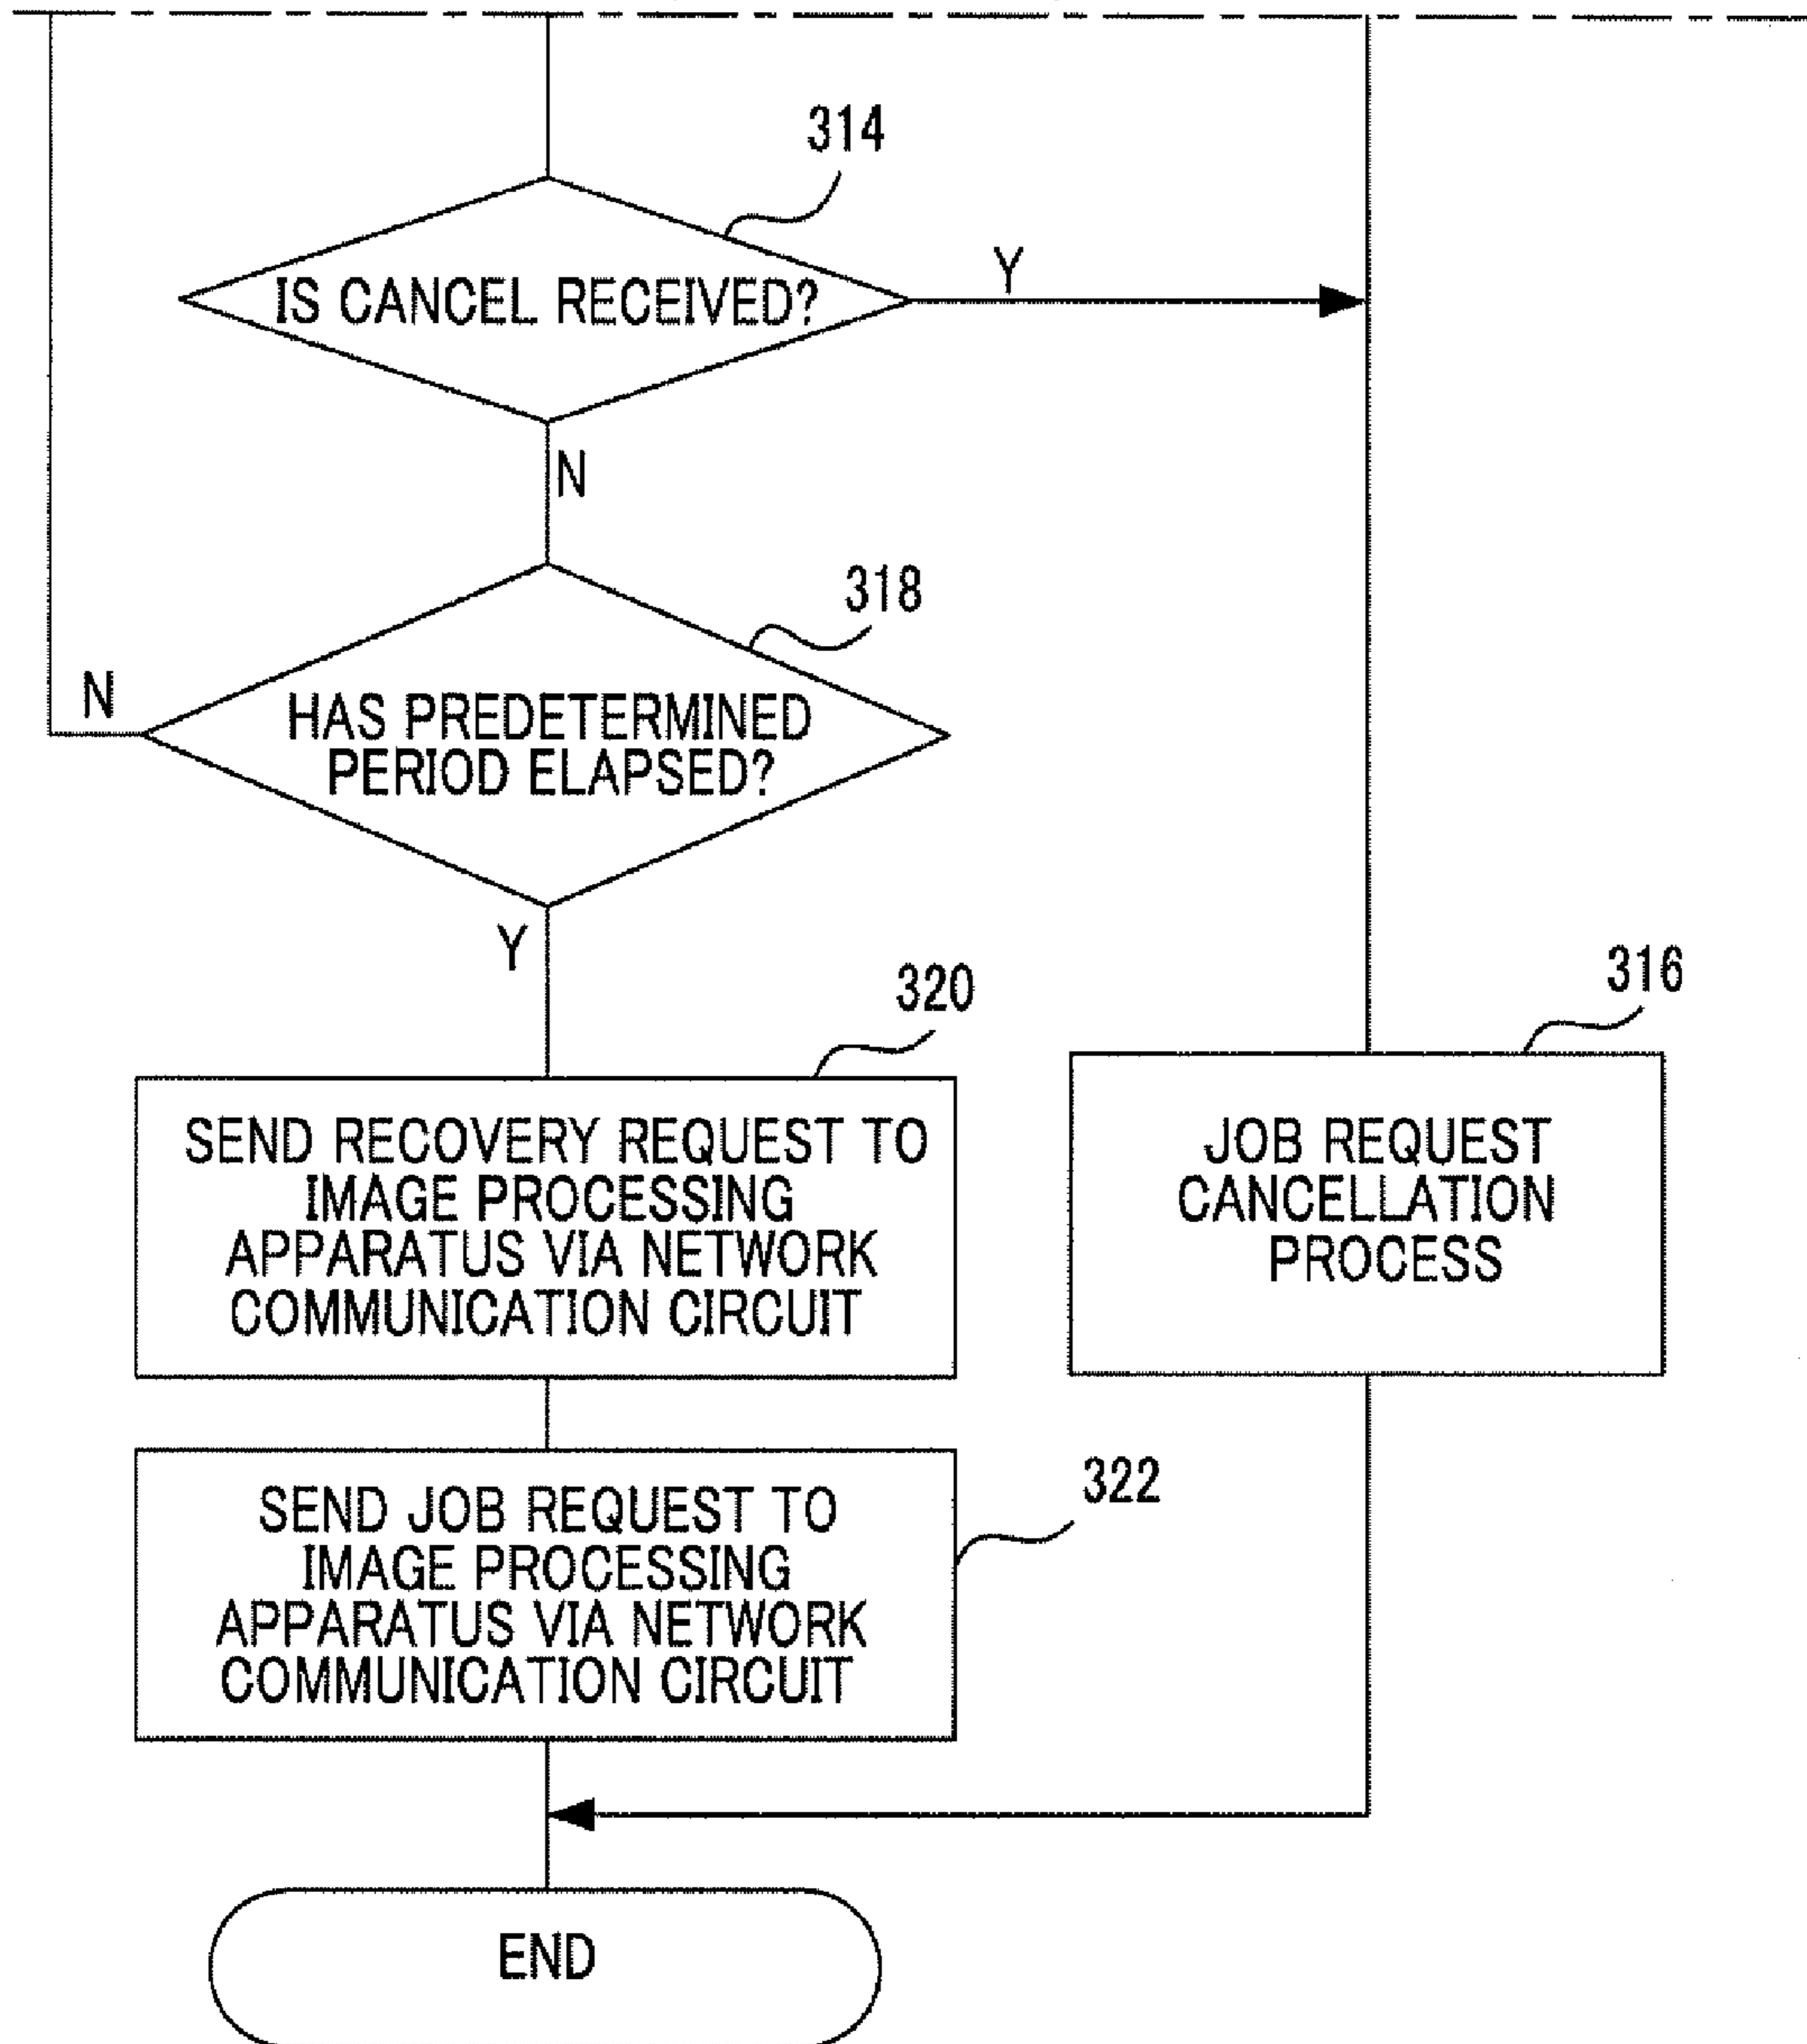 314
IS CANCEL RECEIVED?
Y
N
318
N
HAS PREDETERMINED
PERIOD ELAPSED?
Y
320
316
SEND RECOVERY REQUEST TO
IMAGE PROCESSING
APPARATUS VIA NETWORK
COMMUNICATION CIRCUIT
JOB REQUEST
CANCELLATION
PROCESS
322
SEND JOB REQUEST TO
IMAGE PROCESSING
APPARATUS VIA NETWORK
COMMUNICATION CIRCUIT
END